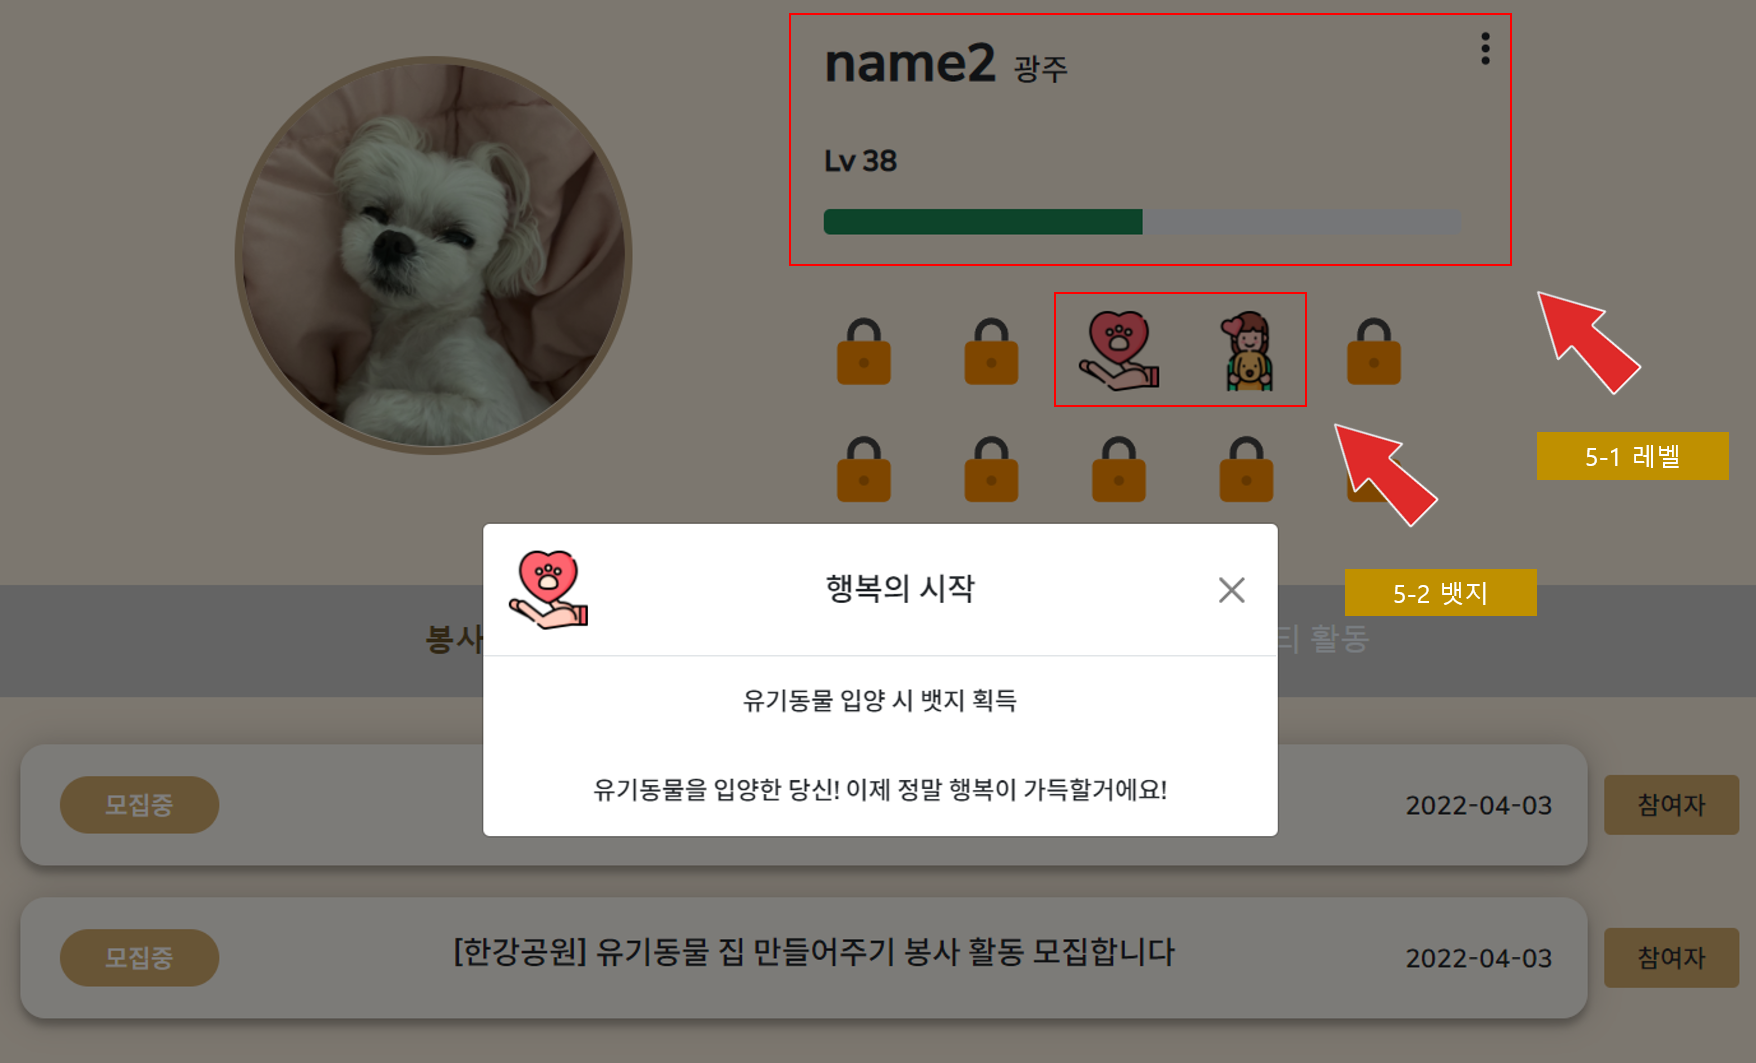 name2 광주
Lv 38
5-1 레벨
5-2 뱃지
행복의 시작
봉사
티 활동
유기동물 입양 시 뱃지 획득
유기동물을 입양한 당신! 이제 정말 행복이 가득할거에요!
모집중
2022-04-03
참여자
모집중
[한강공원] 유기동물 집 만들어주기 봉사 활동 모집합니다
2022-04-03
참여자